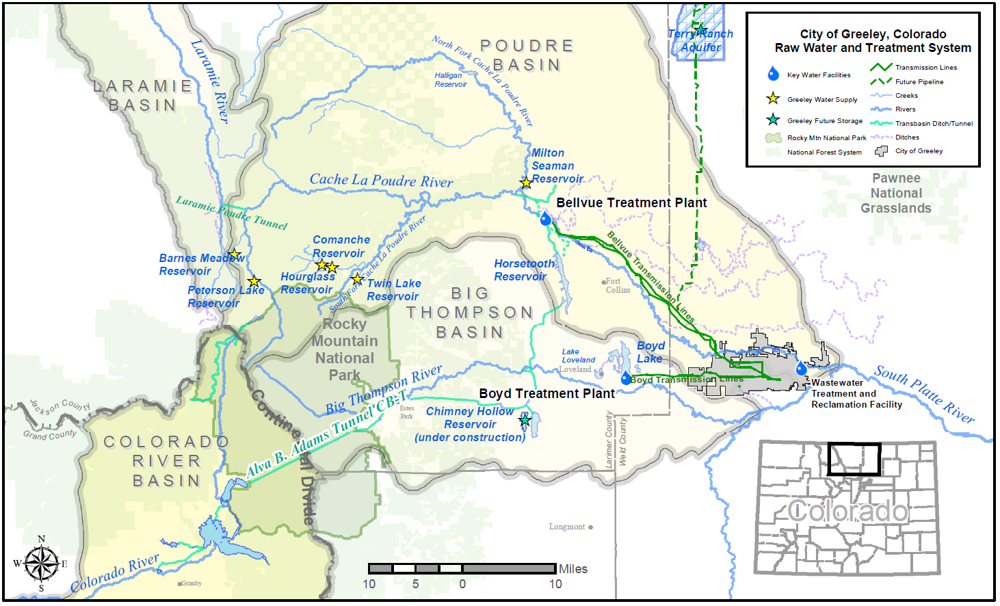 City of Greeley, Colorado
Raw Water and Treatment System
Key Water Facilities
Greeley Water Supply
Greeley Future Storage
Rocky Mtn National Park
National Forest System
Transmission Lines
Future Pipeline
Creeks
Rivers
Transbasin Ditch/Tunnel
Ditches
City of Greeley
Terry Ranch
Aquifer
POUDRE
BASIN
North Fork Cache La Poudre River
Halligan
Reservoir
Laramie River
LARAMIE
BASIN
Milton
Seaman
Reservoir
Cache La Poudre River
Pawnee
National
Grasslands
Laramie Poudre Tunnel
Bellvue Treatment Plant
Bellvue Transmission Lines
Comanche
Reservoir
South Fork Cache La Poudre River
Barnes Meadow
Reservoir
Hourglass
Reservoir
Peterson Lake
Reservoir
Twin Lake
Reservoir
Horsetooth
Reservoir
Fort
Collins
BIG
THOMPSON
BASIN
Rocky
Mountain
National
Park
Boyd
Lake
Lake
Loveland
Loveland
Boyd Transmission Lines
Boyd Treatment Plant
Wastewater
Treatment and
Reclamation Facility
South Platte River
Big Thompson River
Alva B. Adams Tunnel CB-T
Estes
Park
Chimney Hollow
Reservoir
(under construction)
Continental Divide
Jackson County
Grand County
Larimer County
Weld County
COLORADO
RIVER
BASIN
Colorado River
Granby
Longmont
Colorado
N
W
E
S
Miles
10
5
0
10